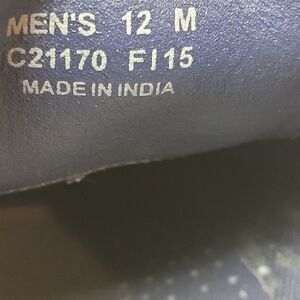 MEN'S 12 M
C21170 FI15
MADE IN INDIA